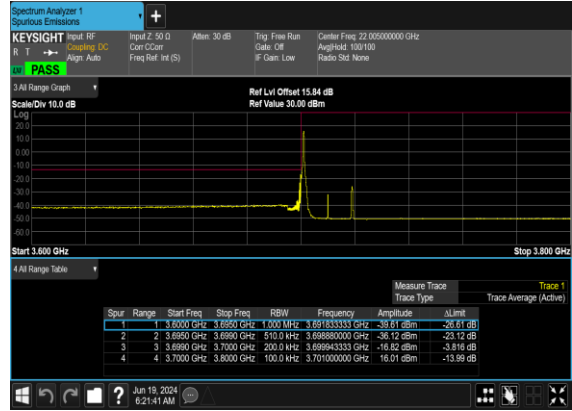 Spectrum Analyzer 1
Spurious Emissions
KEYSIGHT Input: RF Input Z: 50 Ω Atten: 30 dB Trig: Free Run Center Freq: 22.005000000 GHz
R T Coupling: DC Corr CCorr Gate: Off Avg|Hold: 100/100
Align: Auto Freq Ref: Int (S) IF Gain: Low Radio Std: None
PASS
3 All Range Graph Ref Lvl Offset 15.84 dB
Scale/Div 10.0 dB Ref Value 30.00 dBm
Log
20.0
10.0
0.00
-10.0
-20.0
-30.0
-40.0
-50.0
-60.0
Start 3.600 GHz Stop 3.800 GHz
4 All Range Table
Measure Trace Trace 1
Trace Type Trace Average (Active)
Spur Range Start Freq Stop Freq RBW Frequency Amplitude ΔLimit
1 1 3.6000 GHz 3.6950 GHz 1.000 MHz 3.691833333 GHz -39.61 dBm -26.61 dB
2 2 3.6950 GHz 3.6990 GHz 510.0 kHz 3.698880000 GHz -36.12 dBm -23.12 dB
3 3 3.6990 GHz 3.7000 GHz 200.0 kHz 3.699943333 GHz -16.82 dBm -3.816 dB
4 4 3.7000 GHz 3.8000 GHz 100.0 kHz 3.701000000 GHz 16.01 dBm -13.99 dB
? Jun 19, 2024
6:21:41 AM